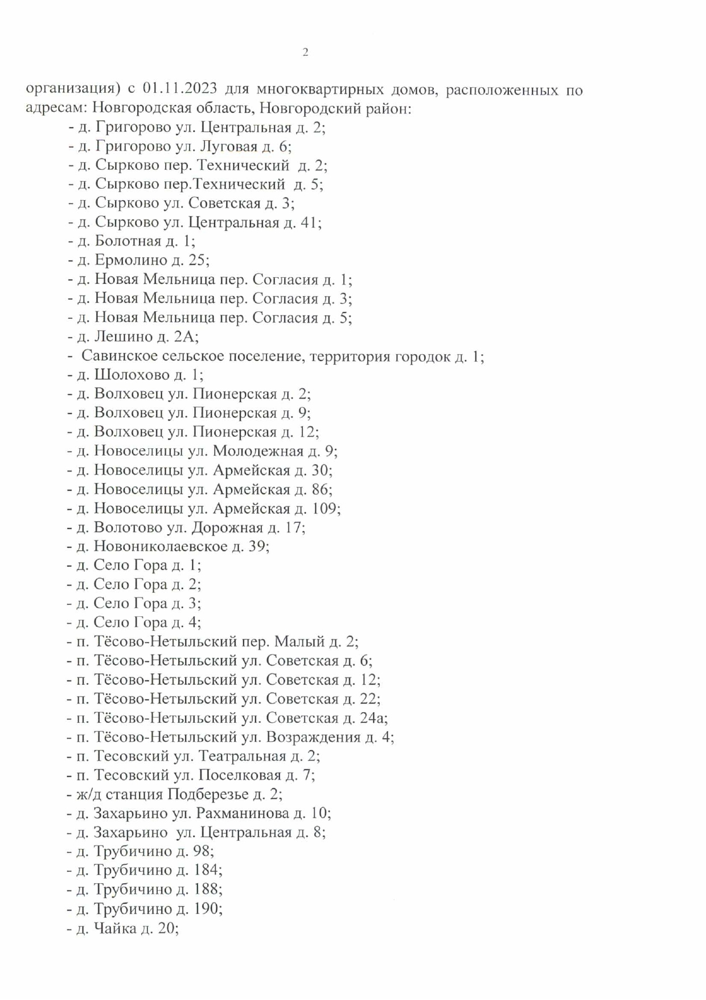 2
организация) с 01.11.2023 для многоквартирных домов, расположенных по
адресам: Новгородская область, Новгородский район:
- д. Григорово ул. Центральная д. 2;
- д. Григорово ул. Луговая д. 6;
- д. Сырково пер. Технический  д. 2;
- д. Сырково пер.Технический  д. 5;
- д. Сырково ул. Советская д. 3;
- д. Сырково ул. Центральная д. 41;
- д. Болотная д. 1;
- д. Ермолино д. 25;
- д. Новая Мельница пер. Согласия д. 1;
- д. Новая Мельница пер. Согласия д. 3;
- д. Новая Мельница пер. Согласия д. 5;
- д. Лешино д. 2А;
-  Савинское сельское поселение, территория городок д. 1;
- д. Шолохово д. 1;
- д. Волховец ул. Пионерская д. 2;
- д. Волховец ул. Пионерская д. 9;
- д. Волховец ул. Пионерская д. 12;
- д. Новоселицы ул. Молодежная д. 9;
- д. Новоселицы ул. Армейская д. 30;
- д. Новоселицы ул. Армейская д. 86;
- д. Новоселицы ул. Армейская д. 109;
- д. Волотово ул. Дорожная д. 17;
- д. Новониколаевское д. 39;
- д. Село Гора д. 1;
- д. Село Гора д. 2;
- д. Село Гора д. 3;
- д. Село Гора д. 4;
- п. Тёсово-Нетыльский пер. Малый д. 2;
- п. Тёсово-Нетыльский ул. Советская д. 6;
- п. Тёсово-Нетыльский ул. Советская д. 12;
- п. Тёсово-Нетыльский ул. Советская д. 22;
- п. Тёсово-Нетыльский ул. Советская д. 24а;
- п. Тёсово-Нетыльский ул. Возраждения д. 4;
- п. Тесовский ул. Театральная д. 2;
- п. Тесовский ул. Поселковая д. 7;
- ж/д станция Подберезье д. 2;
- д. Захарьино ул. Рахманинова д. 10;
- д. Захарьино  ул. Центральная д. 8;
- д. Трубичино д. 98;
- д. Трубичино д. 184;
- д. Трубичино д. 188;
- д. Трубичино д. 190;
- д. Чайка д. 20;